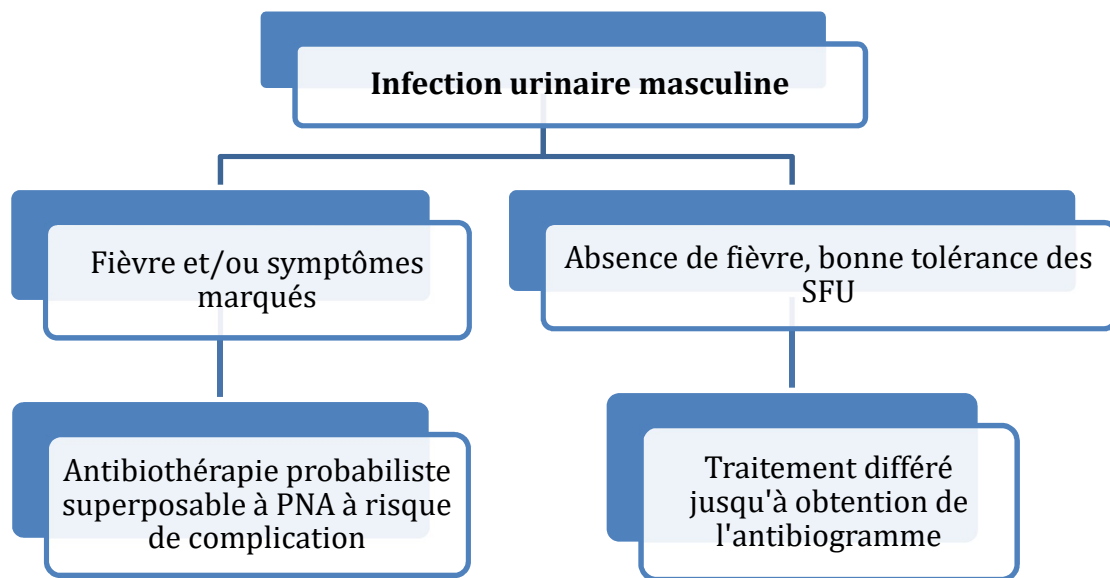 Infection urinaire masculine
Fièvre et/ou symptômes
marqués
Absence de fièvre, bonne tolérance des
SFU
Antibiothérapie probabiliste
superposable à PNA à risque
de complication
Traitement différé
jusqu'à obtention de
l'antibiogramme